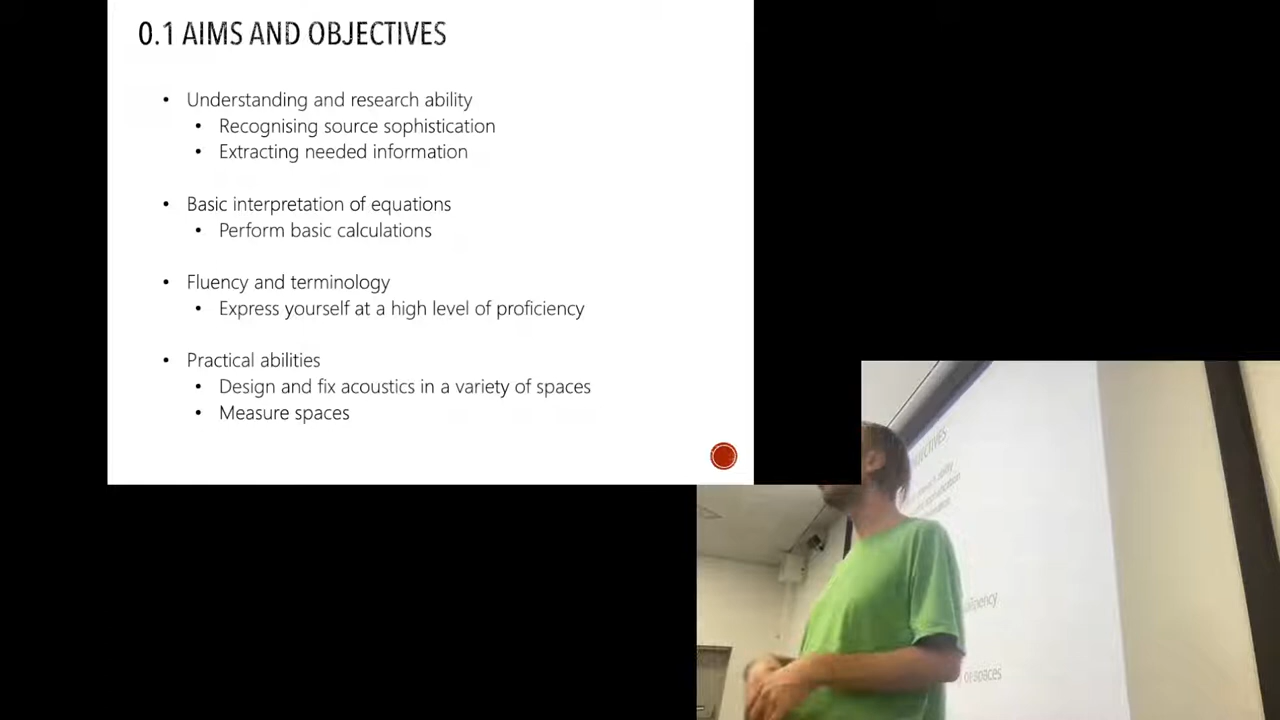 0.1 AIMS AND OBJECTIVES
• Understanding and research ability
• Recognising source sophistication
• Extracting needed information
• Basic interpretation of equations
• Perform basic calculations
• Fluency and terminology
• Express yourself at a high level of proficiency
• Practical abilities
• Design and fix acoustics in a variety of spaces
• Measure spaces
of spaces